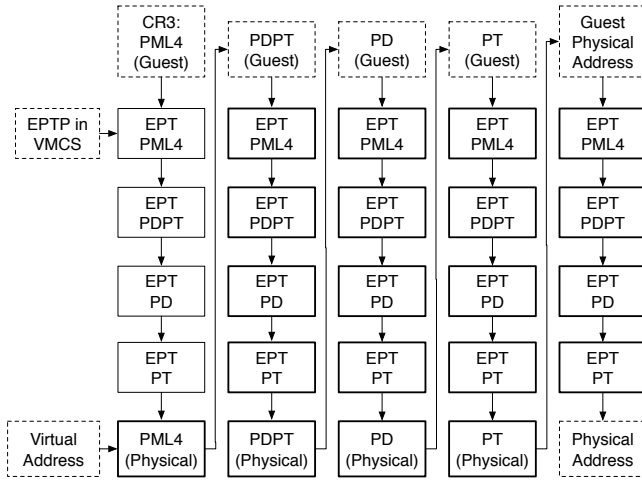 CR3:
PML4
(Guest)
PDPT
(Guest)
PD
(Guest)
PT
(Guest)
Guest
Physical
Address
EPTP in
VMCS
EPT
PML4
EPT
PML4
EPT
PML4
EPT
PML4
EPT
PML4
EPT
PDPT
EPT
PDPT
EPT
PDPT
EPT
PDPT
EPT
PDPT
EPT
PD
EPT
PD
EPT
PD
EPT
PD
EPT
PD
EPT
PT
EPT
PT
EPT
PT
EPT
PT
EPT
PT
Virtual
Address
PML4
(Physical)
PDPT
(Physical)
PD
(Physical)
PT
(Physical)
Physical
Address